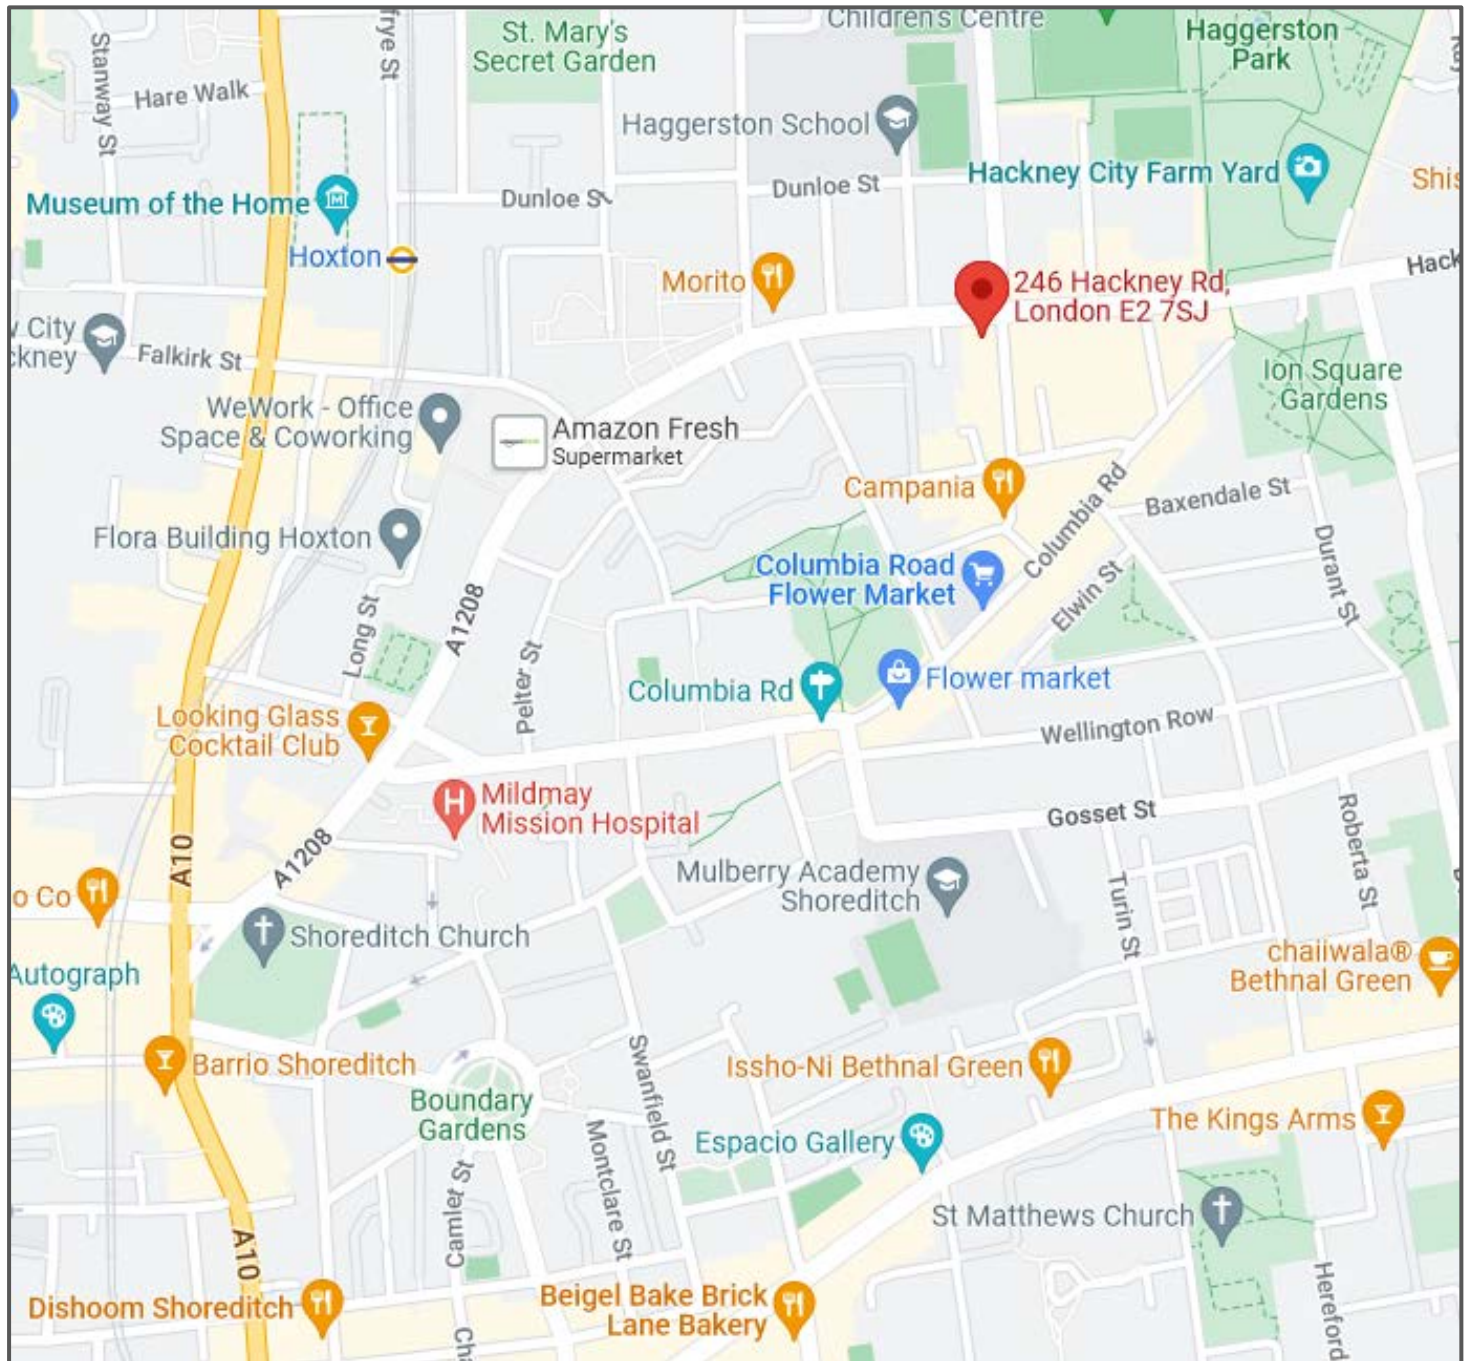 Children's Centre
frye St
St. Mary's
Secret Garden
Haggerston
Park
Stanway St
Hare Walk
Haggerston School
Dunloe St
Dunloe St
Hackney City Farm Yard
Shis
Museum of the Home
Hoxton
Morito
246 Hackney Rd,
London E2 7SJ
Hack
City
ckney
Falkirk St
Ion Square
Gardens
WeWork - Office
Space & Coworking
Amazon Fresh
Supermarket
Campania
Columbia Rd
Baxendale St
Flora Building Hoxton
Durant St
Columbia Road
Flower Market
Elwin St
A1208
Long St
Pelter St
Columbia Rd
Flower market
Looking Glass
Cocktail Club
Wellington Row
Mildmay
Mission Hospital
Gosset St
Roberta St
A10
A1208
o Co
Mulberry Academy
Shoreditch
Turin St
Shoreditch Church
chaiiwala®
Bethnal Green
Autograph
Barrio Shoreditch
Swanfield St
Issho-Ni Bethnal Green
Boundary
Gardens
The Kings Arms
Espacio Gallery
Montclare St
Camlet St
St Matthews Church
A10
Hereford
Dishoom Shoreditch
Beigel Bake Brick
Lane Bakery
Cha